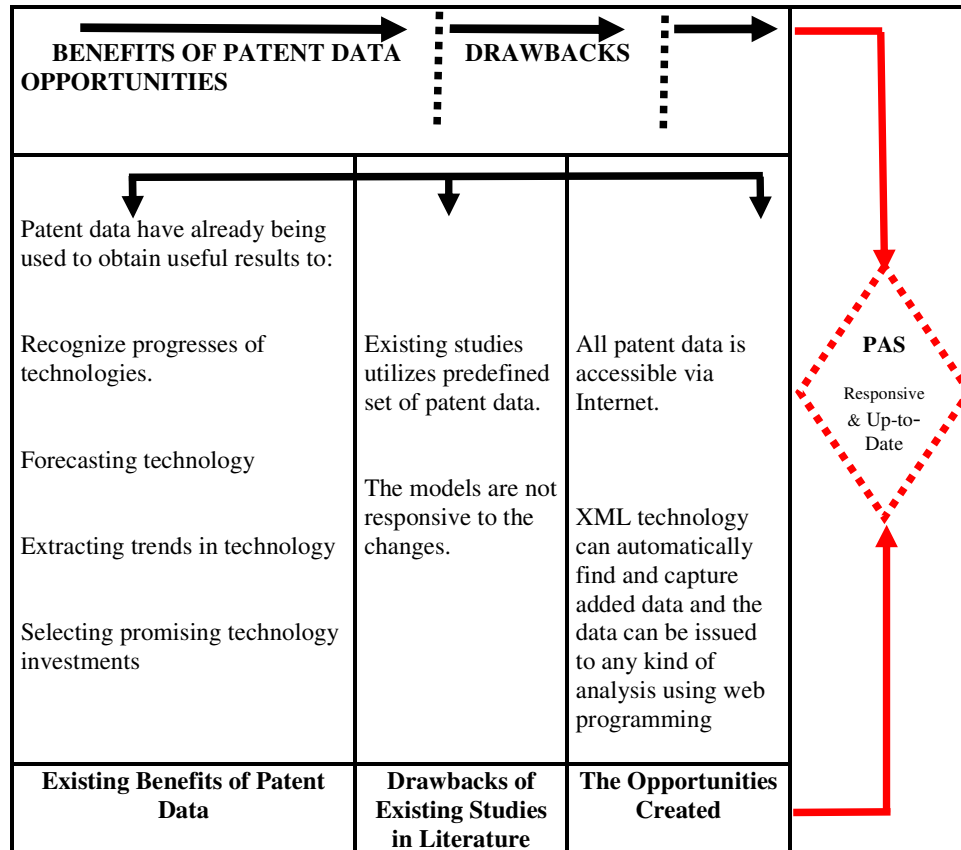 BENEFITS OF PATENT DATA
DRAWBACKS
OPPORTUNITIES
Patent data have already being
used to obtain useful results to:
Recognize progresses of
technologies.
Forecasting technology
Extracting trends in technology
Selecting promising technology
investments
Existing studies
utilizes predefined
set of patent data.
The models are not
responsive to the
changes.
All patent data is
accessible via
Internet.
XML technology
can automatically
find and capture
added data and the
data can be issued
to any kind of
analysis using web
programming
PAS
Responsive
& Up-to-
Date
Existing Benefits of Patent
Data
Drawbacks of
Existing Studies
in Literature
The Opportunities
Created